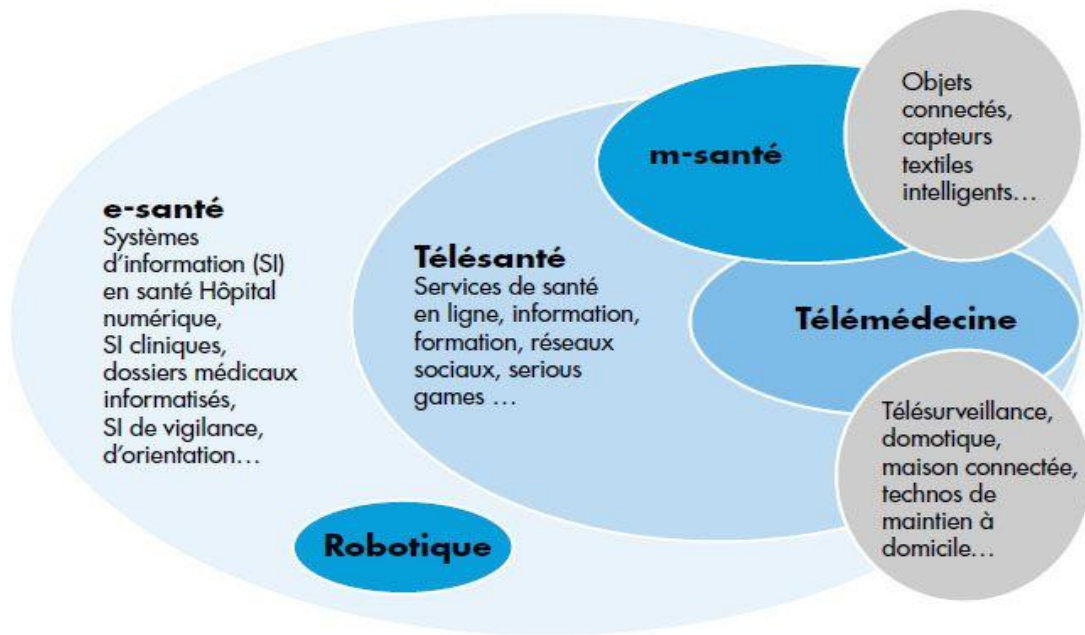 e-santé
Systèmes
d'information (SI)
en santé Hôpital
numérique,
SI cliniques,
dossiers médicaux
informatisés,
SI de vigilance,
d'orientation…
Télésanté
Services de santé
en ligne, information,
formation, réseaux
sociaux, serious
games …
m-santé
Objets
connectés,
capteurs
textiles
intelligents…
Télémédecine
Télésurveillance,
domotique,
maison connectée,
technos de
maintien à
domicile…
Robotique